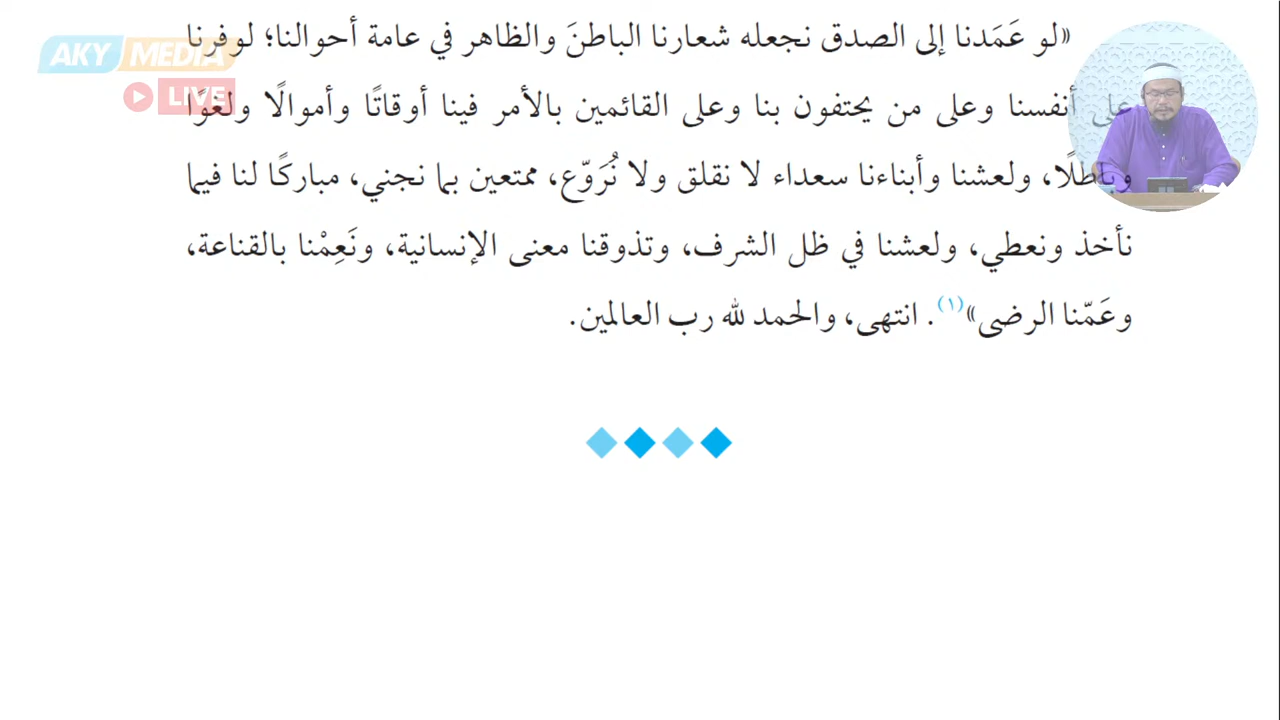 AKY MEDIA
LIVE
«لو عَمَدنا إلى الصدق نجعله شعارنا الباطنَ والظاهر في عامة أحوالنا؛ لوفرنا
على أنفسنا وعلى من يحتفون بنا وعلى القائمين بالأمر فينا أوقاتًا وأموالًا ولغوًا
وباطلًا، ولعشنا وأبناءنا سعداء لا نقلق ولا نُرَوّع، ممتعين بما نجني، مباركًا لنا فيما
نأخذ ونعطي، ولعشنا في ظل الشرف، وتذوقنا معنى الإنسانية، ونَعِمْنا بالقناعة،
وعَمّنا الرضى»(١). انتهى، والحمد لله رب العالمين.